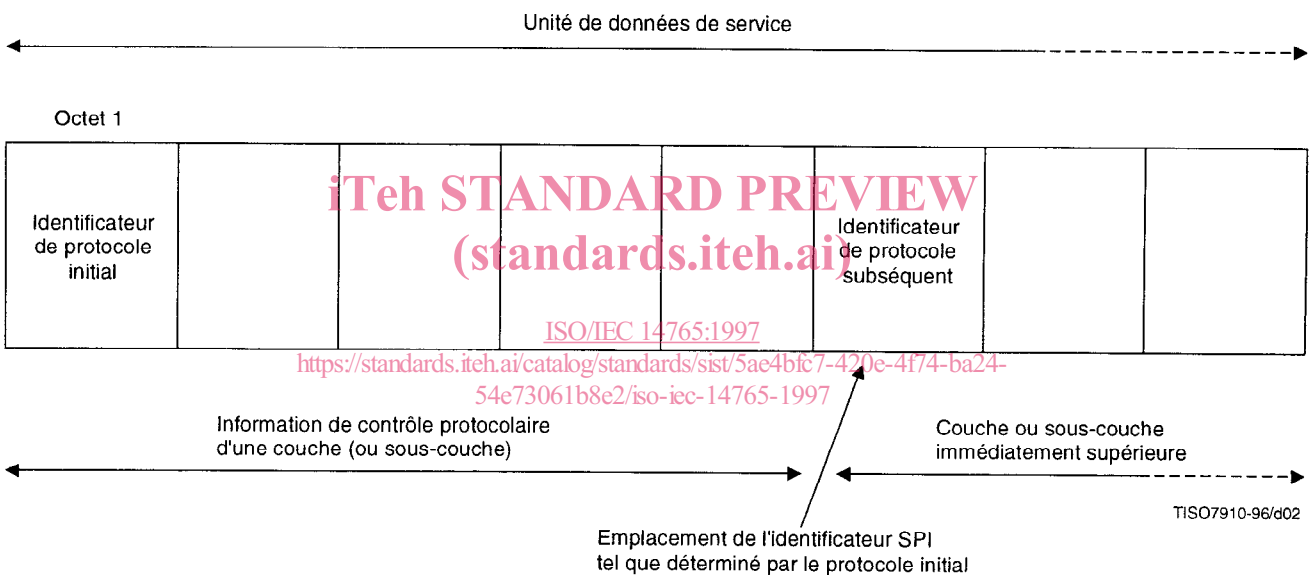 Unité de données de service
Octet 1
Identificateur
de protocole
initial
Identificateur
de protocole
subséquent
iTeh STANDARD PREVIEW
(standards.iteh.ai)
ISO/IEC 14765:1997
https://standards.iteh.ai/catalog/standards/sist/5ae4bfc7-420e-4f74-ba24-
54e73061b8e2/iso-iec-14765-1997
Information de contrôle protocolaire
d'une couche (ou sous-couche)
Couche ou sous-couche
immédiatement supérieure
TISO7910-96/d02
Emplacement de l'identificateur SPI
tel que déterminé par le protocole initial